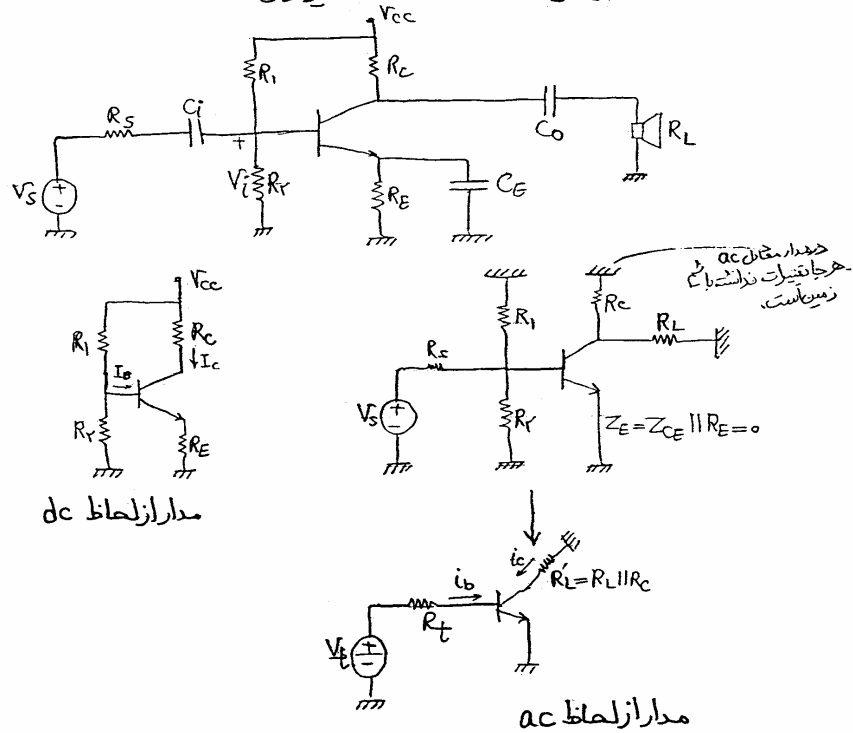 Vcc
R₁
Rc
Rs
Ci
+
Co
RL
Vs
+
-
Vi
R۲
RE
CE
در مدار معادل ac
هر جا تغییرات نداشته باشیم
زمین است.
Vcc
R₁
Rc
IB
Ic
R۲
RE
مدار از لحاظ dc
Rc
R₁
RL
Rs
Vs
+
-
R۲
ZE = ZCE || RE = 0
ic
R'L = RL || Rc
ib
Rt
Vt
+
-
مدار از لحاظ ac